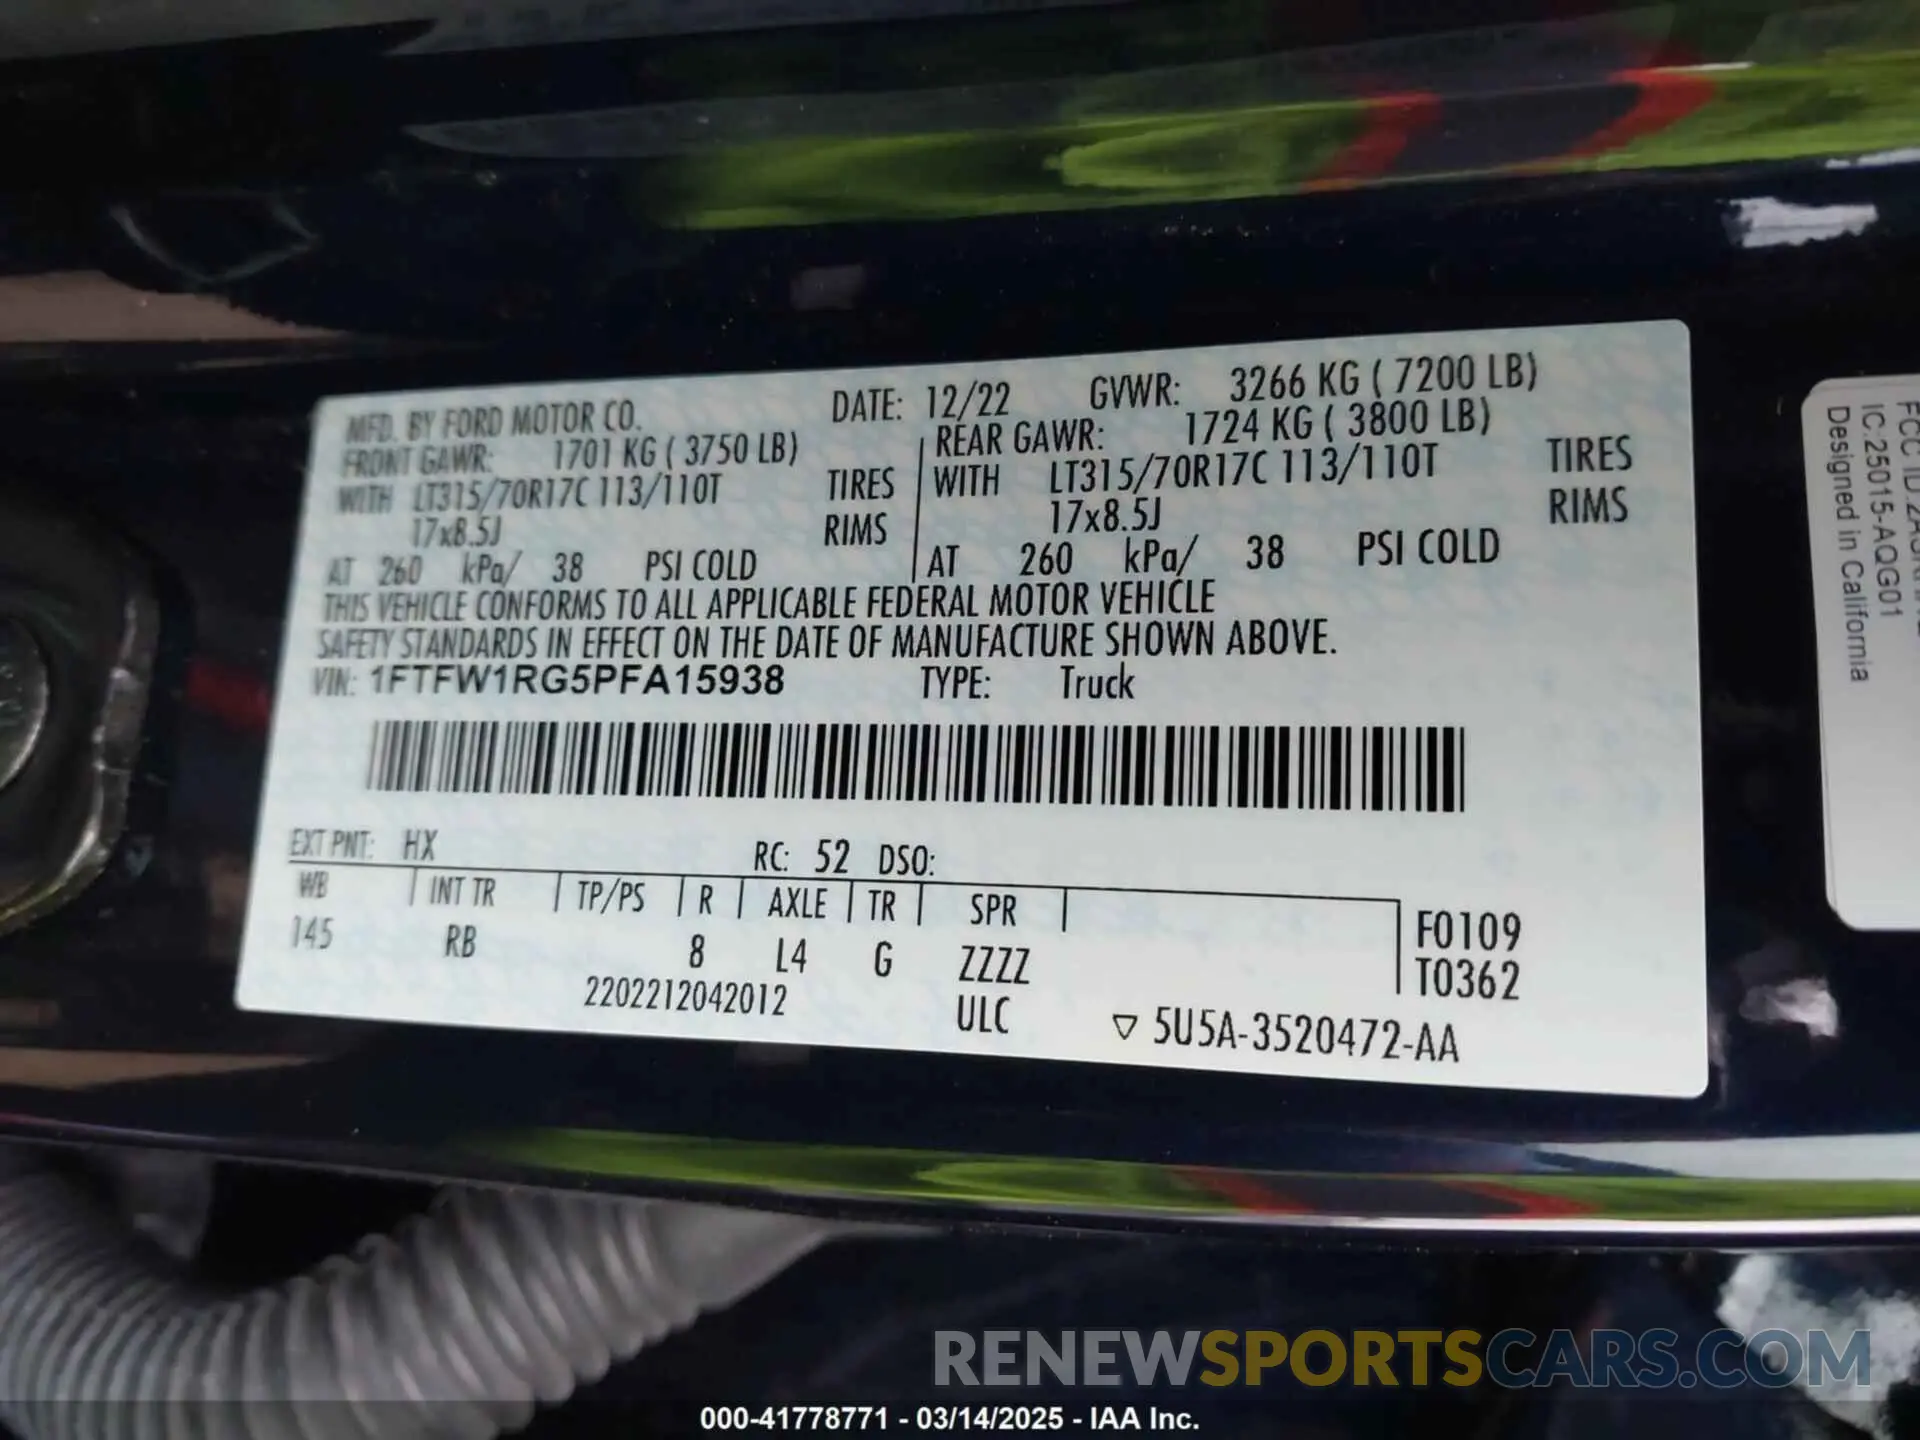 MFD. BY FORD MOTOR CO. DATE: 12/22 GVWR: 3266 KG ( 7200 LB)
FRONT GAWR: 1701 KG ( 3750 LB) REAR GAWR: 1724 KG ( 3800 LB)
WITH LT315/70R17C 113/110T TIRES WITH LT315/70R17C 113/110T TIRES
17x8.5J RIMS 17x8.5J RIMS
AT 260 kPa/ 38 PSI COLD AT 260 kPa/ 38 PSI COLD
THIS VEHICLE CONFORMS TO ALL APPLICABLE FEDERAL MOTOR VEHICLE
SAFETY STANDARDS IN EFFECT ON THE DATE OF MANUFACTURE SHOWN ABOVE.
VIN: 1FTFW1RG5PFA15938 TYPE: Truck
EXT PNT: HX RC: 52 DSO:
WB INT TR TP/PS R AXLE TR SPR F0109
145 RB 8 L4 G ZZZZ T0362
2202212042012 ULC ▽ 5U5A-3520472-AA
FCC ID:
IC:25015-AQG01
Designed in California
RENEWSPORTSCARS.COM
000-41778771 - 03/14/2025 - IAA Inc.